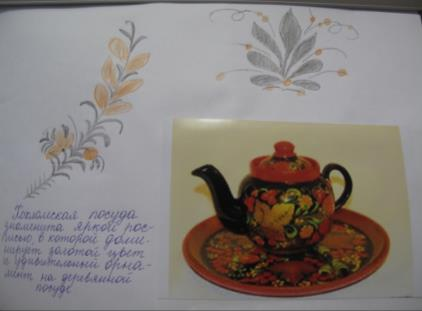 Хохломская посуда
знаменита яркой рос-
писью, в которой доми-
нирует золотой цвет
и удивительный орна-
мент на деревянной
посуде